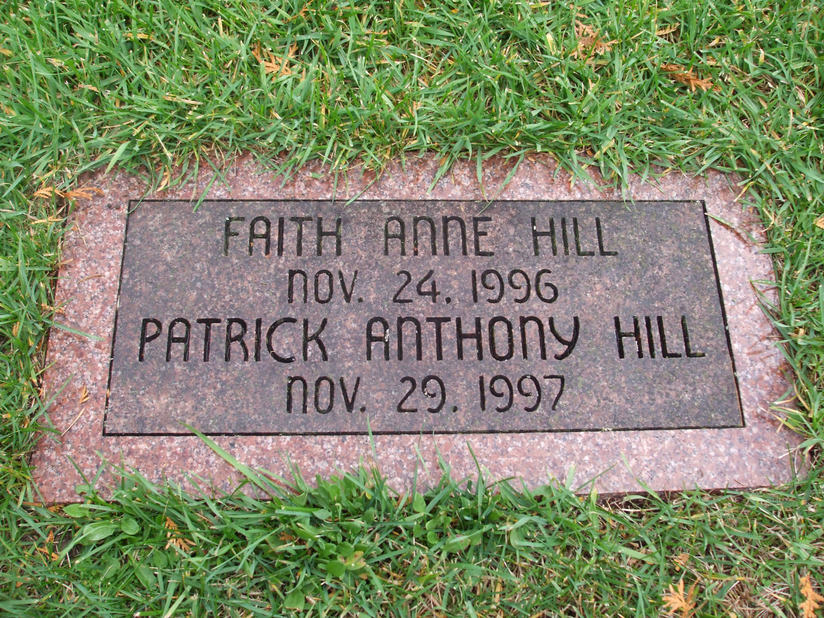 FAITH ANNE HILL
NOV. 24. 1996
PATRICK ANTHONY HILL
NOV. 29. 1997